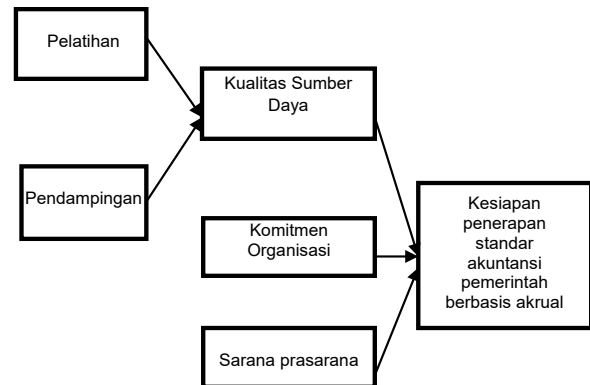 Pelatihan
Kualitas Sumber
Daya
Pendampingan
Komitmen
Organisasi
Kesiapan
penerapan
standar
akuntansi
pemerintah
berbasis akrual
Sarana prasarana